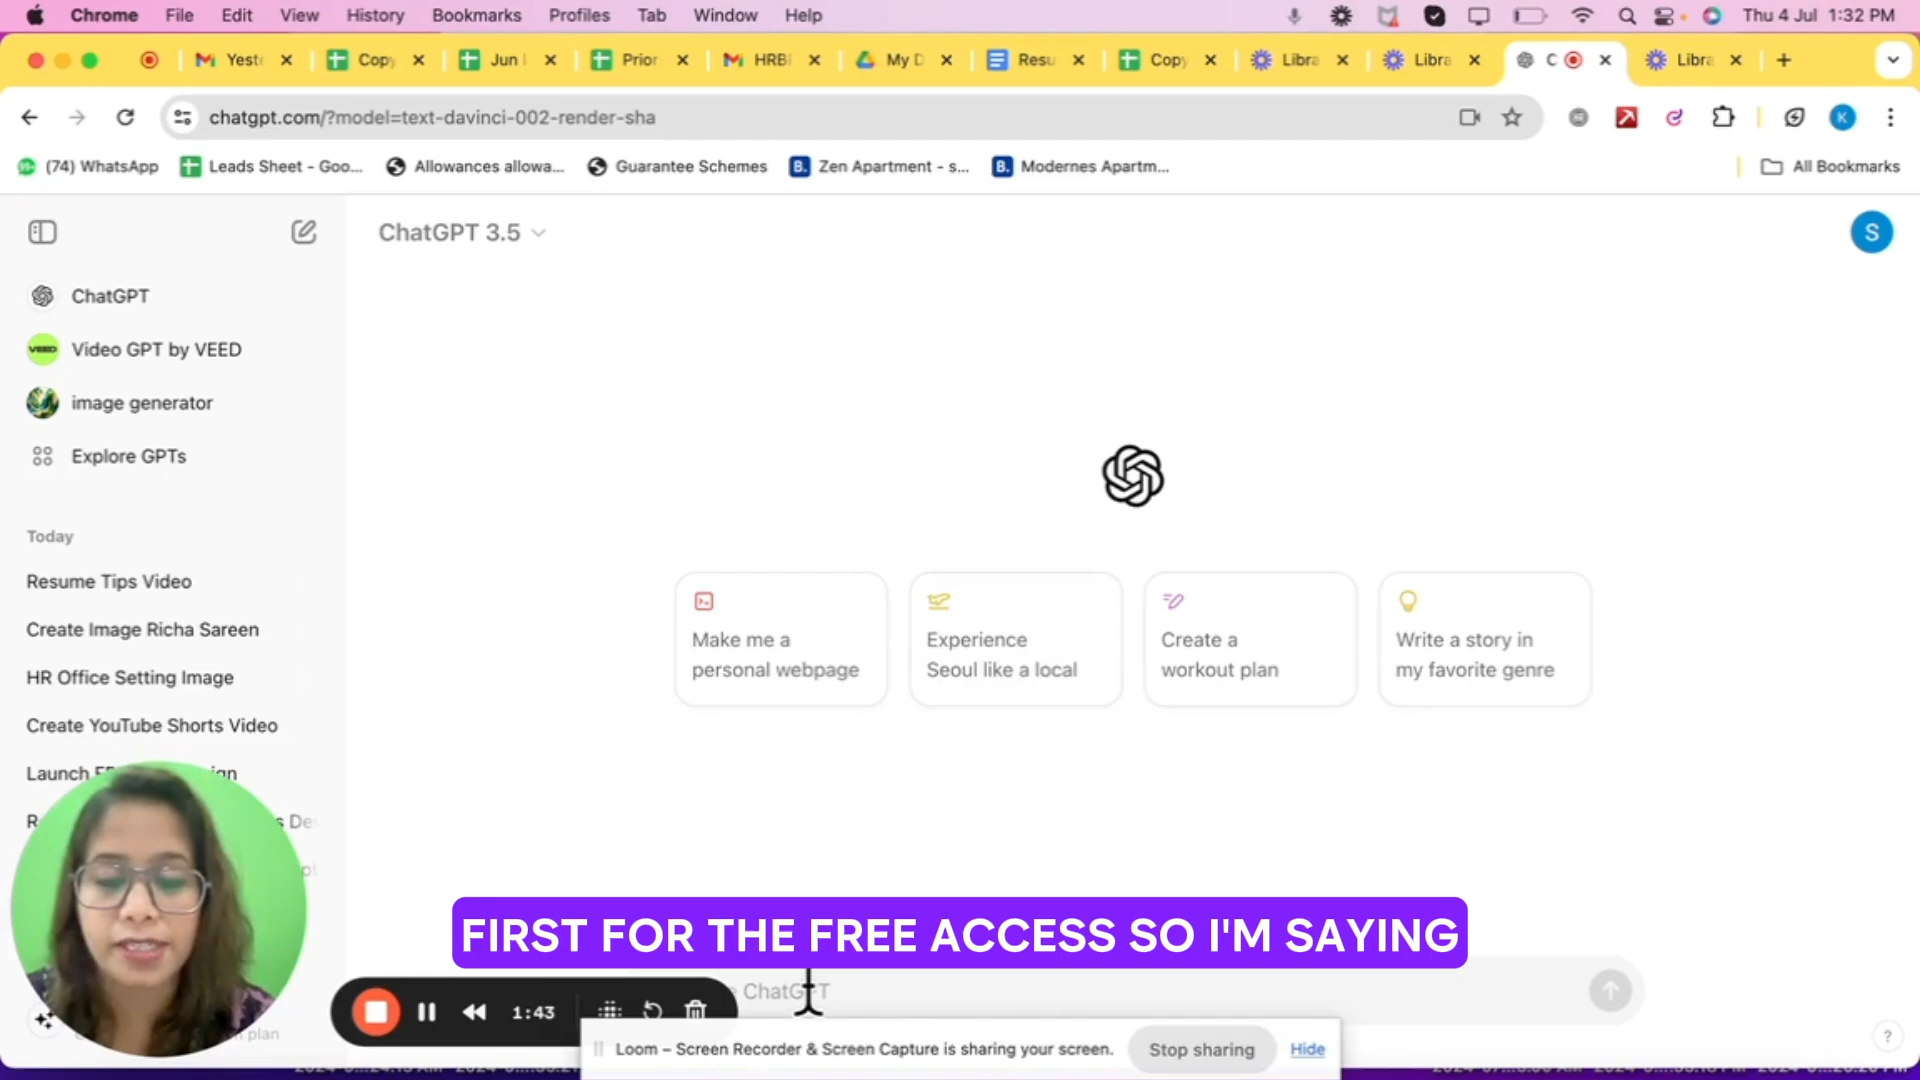 Chrome File Edit View History Bookmarks Profiles Tab Window Help Thu 4 Jul 1:32 PM
Yest Copy Jun Prior HRBI My D Resu Copy Libra Libra C Libra
chatgpt.com/?model=text-davinci-002-render-sha K
(74) WhatsApp Leads Sheet - Goo... Allowances allowa... Guarantee Schemes B. Zen Apartment - s... B. Modernes Apartm... All Bookmarks
ChatGPT 3.5 S
ChatGPT
VEED Video GPT by VEED
image generator
Explore GPTs
Today
Resume Tips Video
Create Image Richa Sareen
HR Office Setting Image
Create YouTube Shorts Video
Launch
Make me a
personal webpage
Experience
Seoul like a local
Create a
workout plan
Write a story in
my favorite genre
FIRST FOR THE FREE ACCESS SO I'M SAYING
ChatGPT
1:43
plan
Loom – Screen Recorder & Screen Capture is sharing your screen. Stop sharing Hide
?